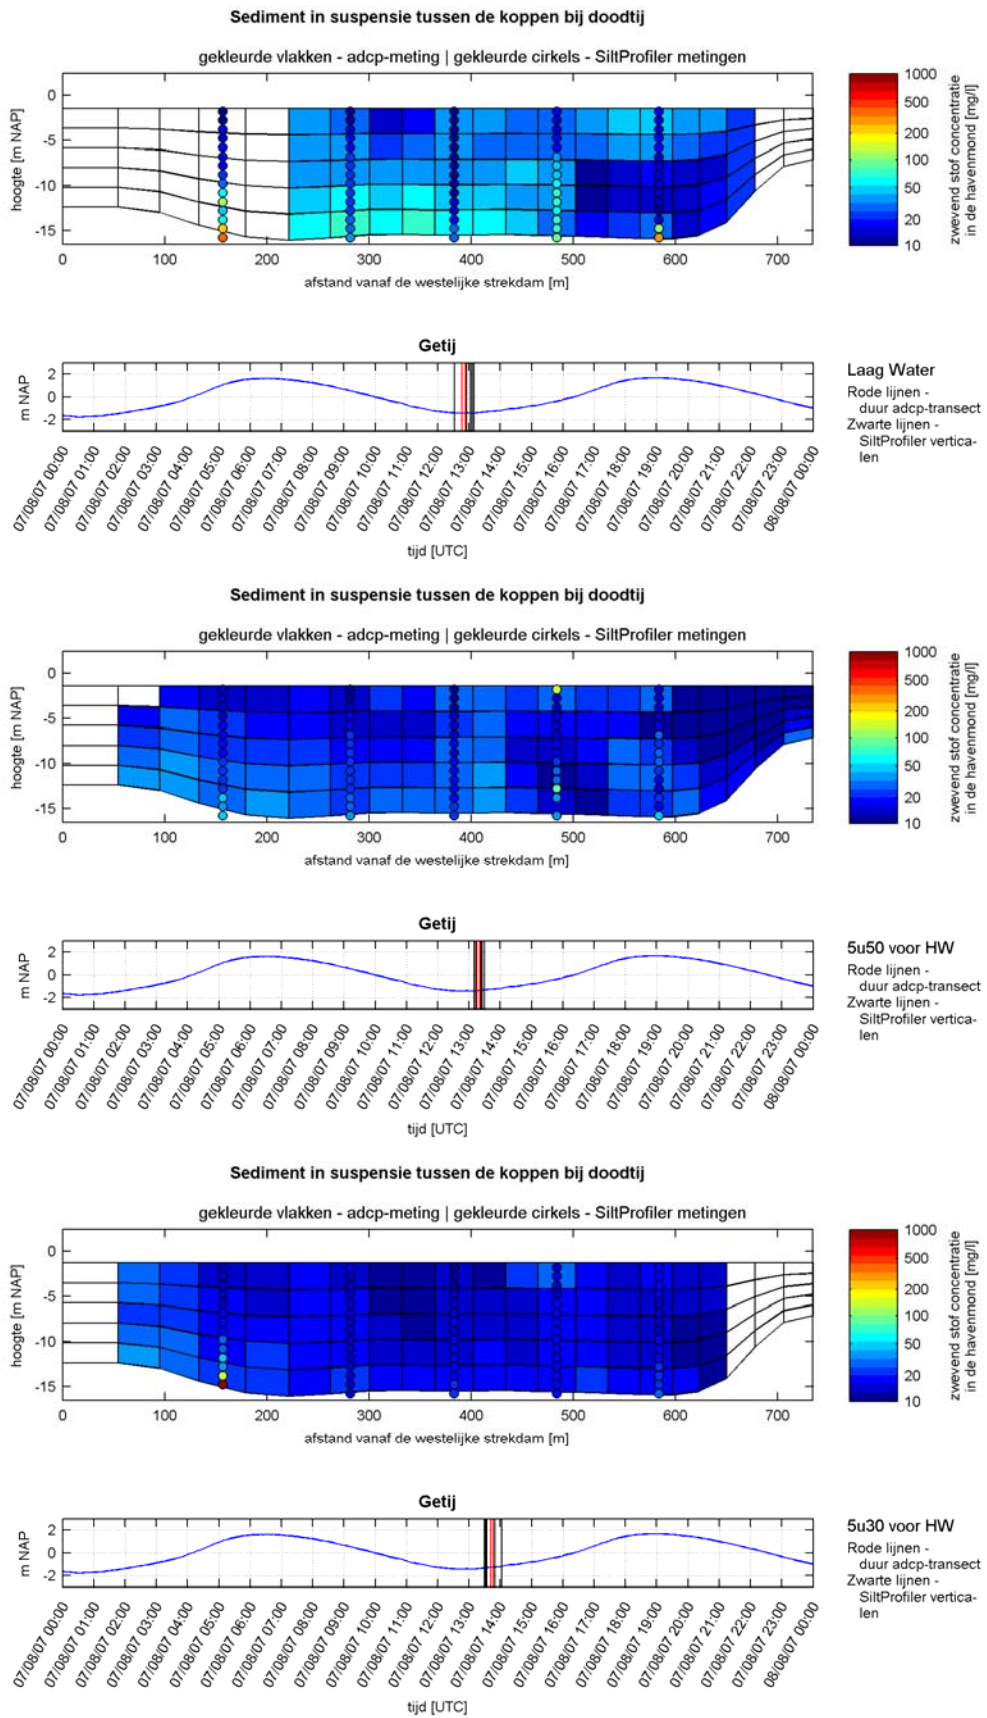 Sediment in suspensie tussen de koppen bij doodtij
gekleurde vlakken - adcp-meting | gekleurde cirkels - SiltProfiler metingen
hoogte [m NAP]
0
-5
-10
-15
0 100 200 300 400 500 600 700
afstand vanaf de westelijke strekdam [m]
1000
500
200
100
50
20
10
zwevend stof concentratie
in de havenmond [mg/l]
Getij
m NAP
2
0
-2
07/08/07 00:00
07/08/07 01:00
07/08/07 02:00
07/08/07 03:00
07/08/07 04:00
07/08/07 05:00
07/08/07 06:00
07/08/07 07:00
07/08/07 08:00
07/08/07 09:00
07/08/07 10:00
07/08/07 11:00
07/08/07 12:00
07/08/07 13:00
07/08/07 14:00
07/08/07 15:00
07/08/07 16:00
07/08/07 17:00
07/08/07 18:00
07/08/07 19:00
07/08/07 20:00
07/08/07 21:00
07/08/07 22:00
07/08/07 23:00
08/08/07 00:00
tijd [UTC]
Laag Water
Rode lijnen -
duur adcp-transect
Zwarte lijnen -
SiltProfiler vertica-
len
Sediment in suspensie tussen de koppen bij doodtij
gekleurde vlakken - adcp-meting | gekleurde cirkels - SiltProfiler metingen
hoogte [m NAP]
0
-5
-10
-15
0 100 200 300 400 500 600 700
afstand vanaf de westelijke strekdam [m]
1000
500
200
100
50
20
10
zwevend stof concentratie
in de havenmond [mg/l]
Getij
m NAP
2
0
-2
07/08/07 00:00
07/08/07 01:00
07/08/07 02:00
07/08/07 03:00
07/08/07 04:00
07/08/07 05:00
07/08/07 06:00
07/08/07 07:00
07/08/07 08:00
07/08/07 09:00
07/08/07 10:00
07/08/07 11:00
07/08/07 12:00
07/08/07 13:00
07/08/07 14:00
07/08/07 15:00
07/08/07 16:00
07/08/07 17:00
07/08/07 18:00
07/08/07 19:00
07/08/07 20:00
07/08/07 21:00
07/08/07 22:00
07/08/07 23:00
08/08/07 00:00
tijd [UTC]
5u50 voor HW
Rode lijnen -
duur adcp-transect
Zwarte lijnen -
SiltProfiler vertica-
len
Sediment in suspensie tussen de koppen bij doodtij
gekleurde vlakken - adcp-meting | gekleurde cirkels - SiltProfiler metingen
hoogte [m NAP]
0
-5
-10
-15
0 100 200 300 400 500 600 700
afstand vanaf de westelijke strekdam [m]
1000
500
200
100
50
20
10
zwevend stof concentratie
in de havenmond [mg/l]
Getij
m NAP
2
0
-2
07/08/07 00:00
07/08/07 01:00
07/08/07 02:00
07/08/07 03:00
07/08/07 04:00
07/08/07 05:00
07/08/07 06:00
07/08/07 07:00
07/08/07 08:00
07/08/07 09:00
07/08/07 10:00
07/08/07 11:00
07/08/07 12:00
07/08/07 13:00
07/08/07 14:00
07/08/07 15:00
07/08/07 16:00
07/08/07 17:00
07/08/07 18:00
07/08/07 19:00
07/08/07 20:00
07/08/07 21:00
07/08/07 22:00
07/08/07 23:00
08/08/07 00:00
tijd [UTC]
5u30 voor HW
Rode lijnen -
duur adcp-transect
Zwarte lijnen -
SiltProfiler vertica-
len